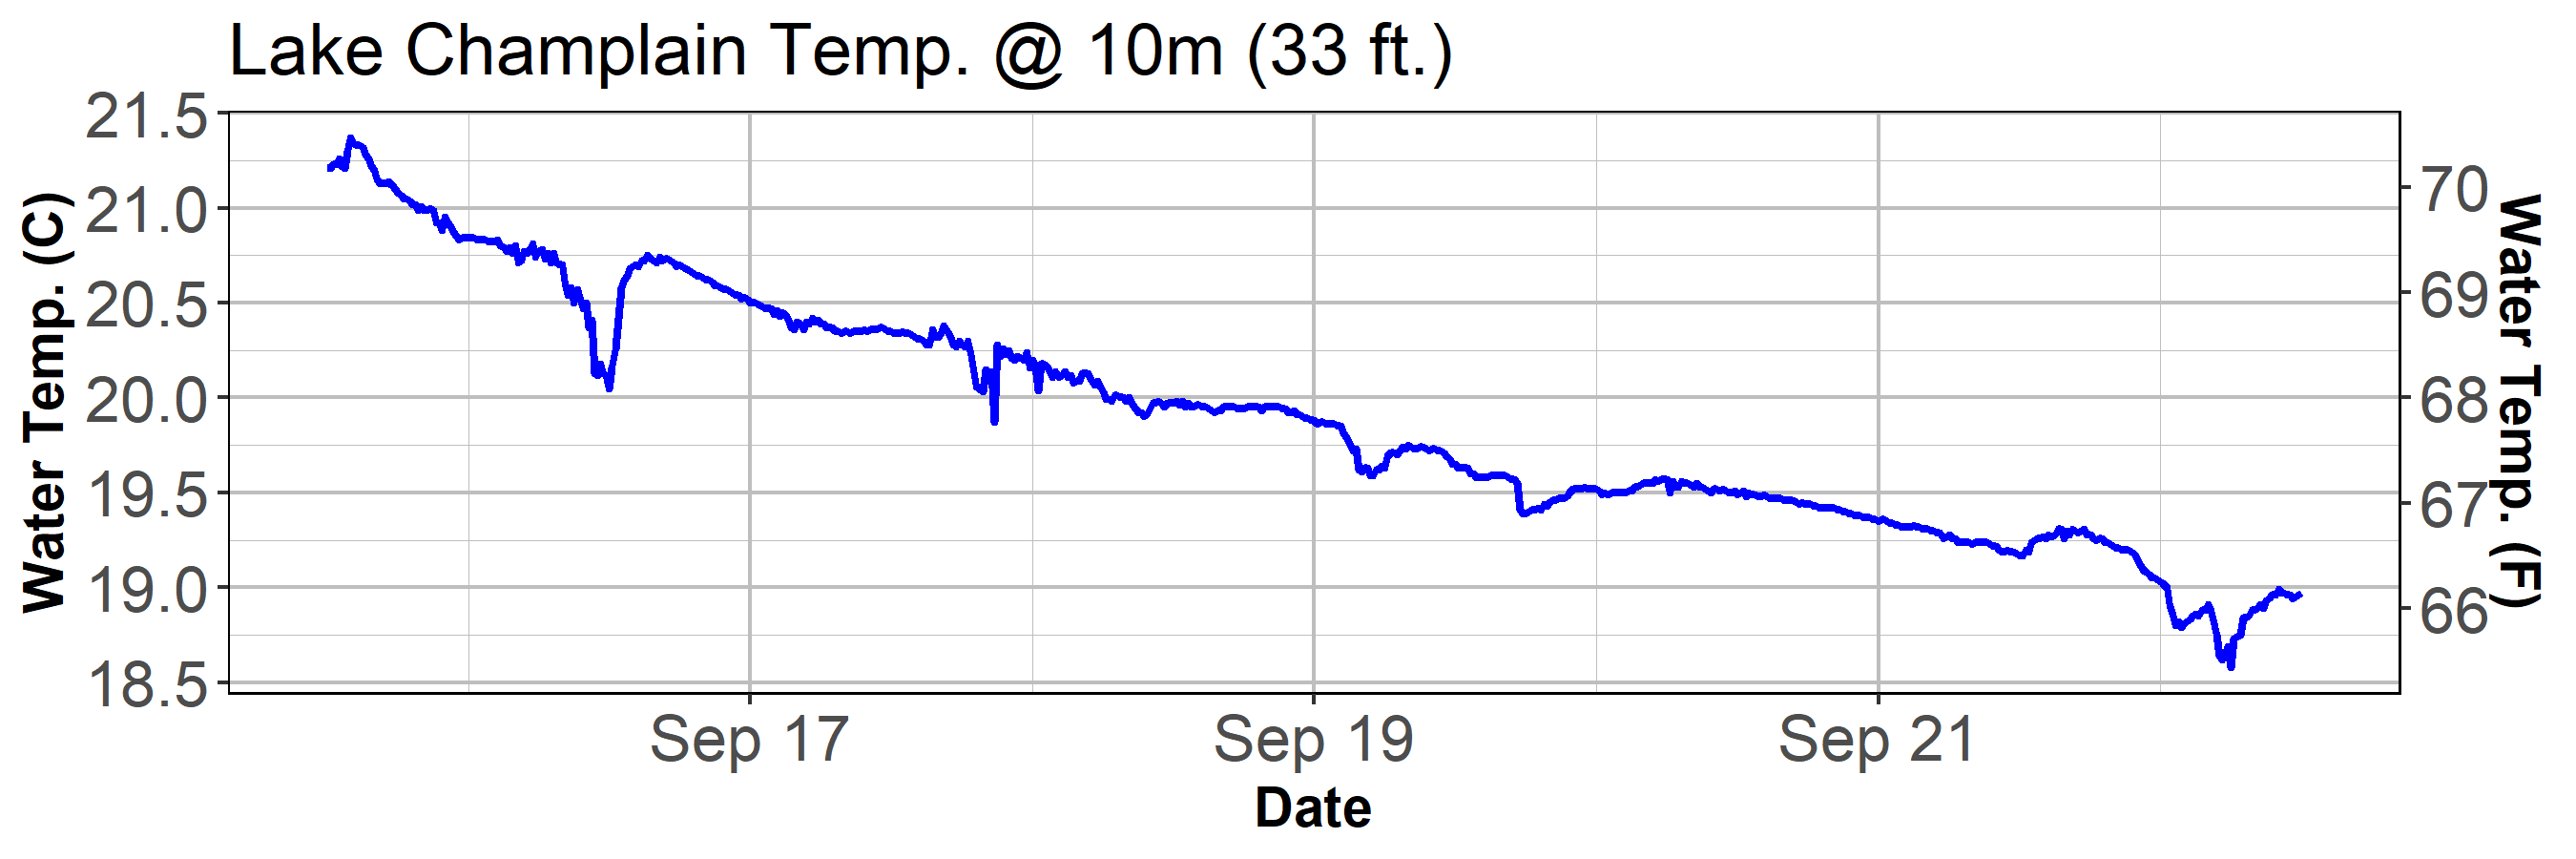 Lake Champlain Temp. @ 10m (33 ft.)
Water Temp. (C)
21.5
21.0
20.5
20.0
19.5
19.0
18.5
70
69
68
67
66
Water Temp. (F)
Sep 17
Sep 19
Sep 21
Date